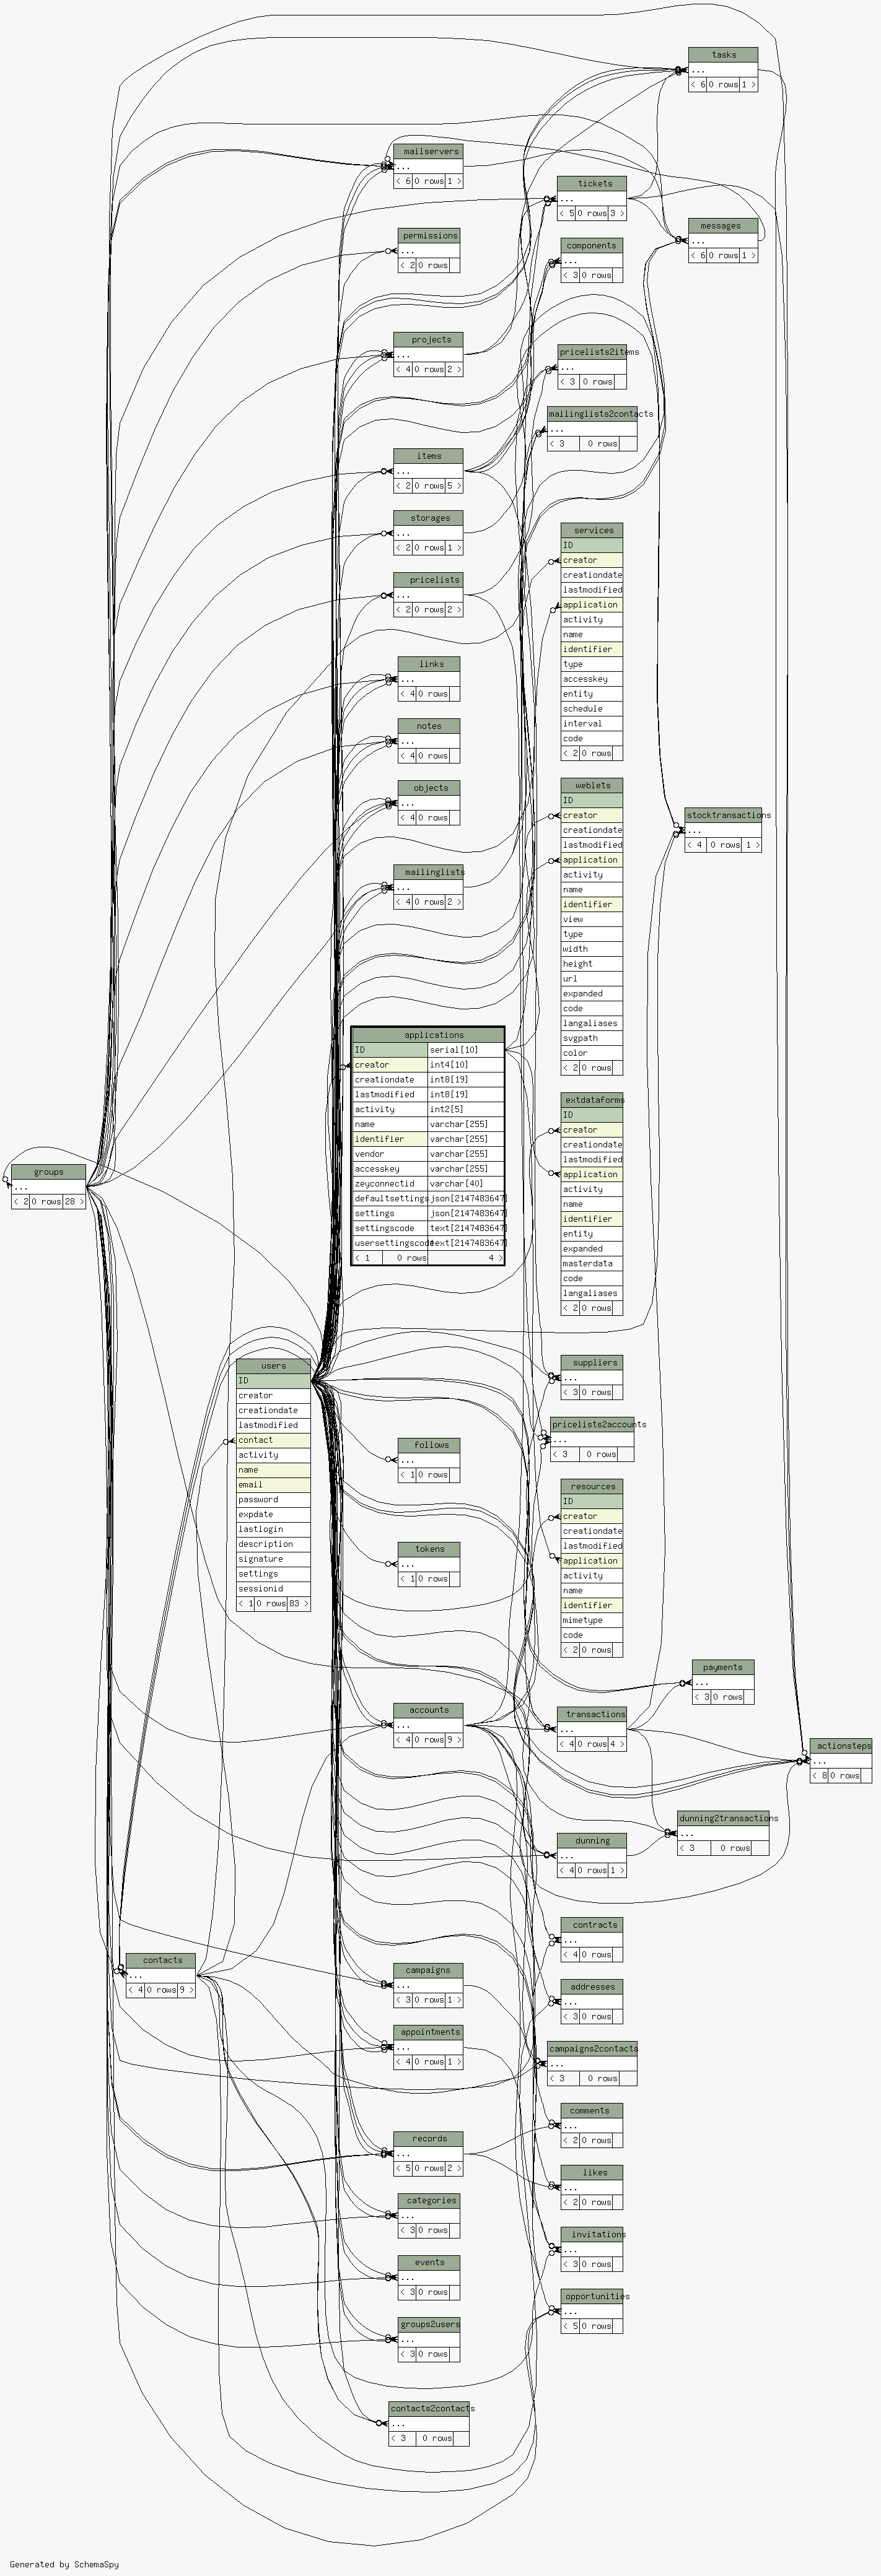 tasks
...
< 6 0 rows 1 >
mailservers
...
< 6 0 rows 1 >
tickets
...
< 5 0 rows 3 >
messages
...
< 6 0 rows 1 >
permissions
...
< 2 0 rows
components
...
< 3 0 rows
projects
...
< 4 0 rows 2 >
pricelists2items
...
< 3 0 rows
mailinglists2contacts
...
< 3 0 rows
items
...
< 2 0 rows 5 >
storages
...
< 2 0 rows 1 >
pricelists
...
< 2 0 rows 2 >
services
ID
creator
creationdate
lastmodified
application
activity
name
identifier
type
accesskey
entity
schedule
interval
code
< 2 0 rows
links
...
< 4 0 rows
notes
...
< 4 0 rows
objects
...
< 4 0 rows
mailinglists
...
< 4 0 rows 2 >
weblets
ID
creator
creationdate
lastmodified
application
activity
name
identifier
view
type
width
height
url
expanded
code
langaliases
svgpath
color
< 2 0 rows
stocktransactions
...
< 4 0 rows 1 >
applications
ID serial[10]
creator int4[10]
creationdate int8[19]
lastmodified int8[19]
activity int2[5]
name varchar[255]
identifier varchar[255]
vendor varchar[255]
accesskey varchar[255]
zeyconnectid varchar[40]
defaultsettings json[2147483647]
settings json[2147483647]
settingscode text[2147483647]
usersettingscode text[2147483647]
< 1 0 rows 4 >
extdataforms
ID
creator
creationdate
lastmodified
application
activity
name
identifier
entity
expanded
masterdata
code
langaliases
< 2 0 rows
groups
...
< 2 0 rows 28 >
users
ID
creator
creationdate
lastmodified
contact
activity
name
email
password
expdate
lastlogin
description
signature
settings
sessionid
< 1 0 rows 83 >
suppliers
...
< 3 0 rows
pricelists2accounts
...
< 3 0 rows
follows
...
< 1 0 rows
tokens
...
< 1 0 rows
resources
ID
creator
creationdate
lastmodified
application
activity
name
identifier
mimetype
code
< 2 0 rows
payments
...
< 3 0 rows
accounts
...
< 4 0 rows 9 >
transactions
...
< 4 0 rows 4 >
actionsteps
...
< 8 0 rows
dunning2transactions
...
< 3 0 rows
dunning
...
< 4 0 rows 1 >
contracts
...
< 4 0 rows
contacts
...
< 4 0 rows 9 >
campaigns
...
< 3 0 rows 1 >
addresses
...
< 3 0 rows
appointments
...
< 4 0 rows 1 >
campaigns2contacts
...
< 3 0 rows
comments
...
< 2 0 rows
records
...
< 5 0 rows 2 >
likes
...
< 2 0 rows
categories
...
< 3 0 rows
invitations
...
< 3 0 rows
events
...
< 3 0 rows
opportunities
...
< 5 0 rows
groups2users
...
< 3 0 rows
contacts2contacts
...
< 3 0 rows
Generated by SchemaSpy